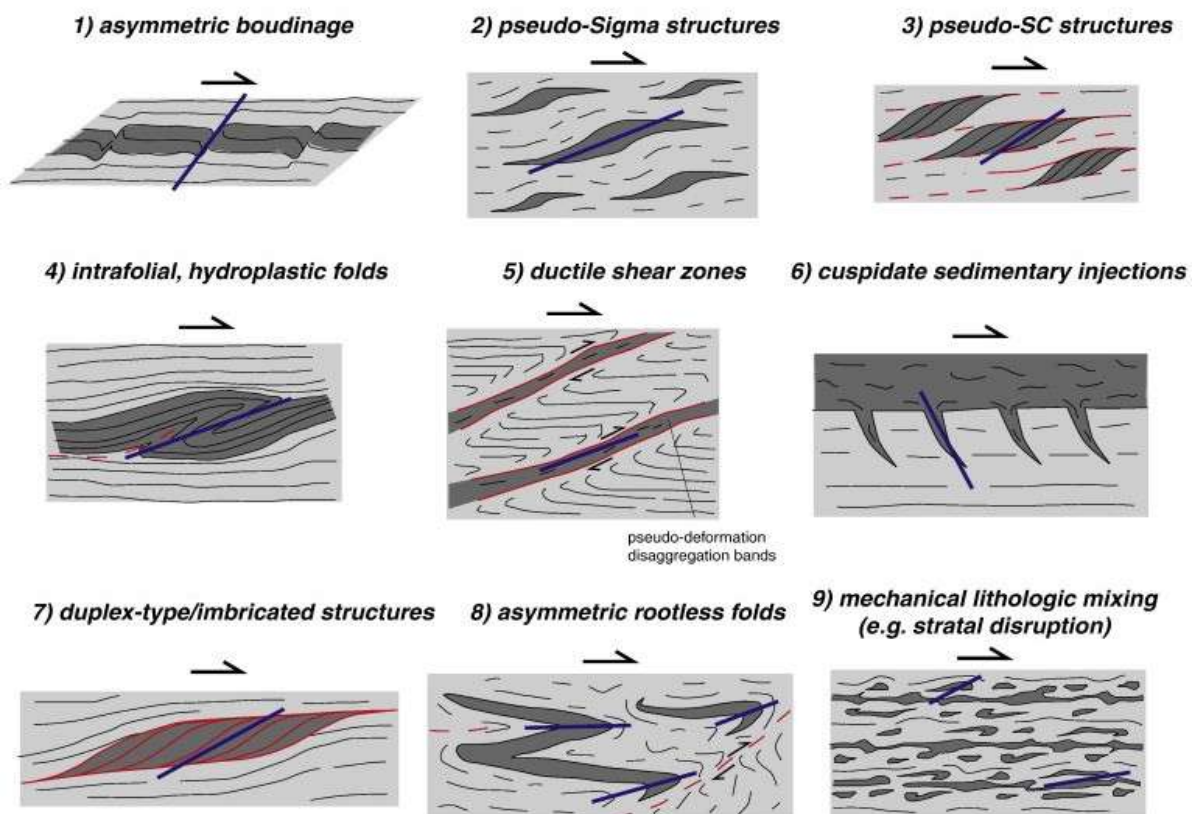 1) asymmetric boudinage
2) pseudo-Sigma structures
3) pseudo-SC structures
4) intrafolial, hydroplastic folds
5) ductile shear zones
6) cuspidate sedimentary injections
pseudo-deformation
disaggregation bands
7) duplex-type/imbricated structures
8) asymmetric rootless folds
9) mechanical lithologic mixing
(e.g. stratal disruption)